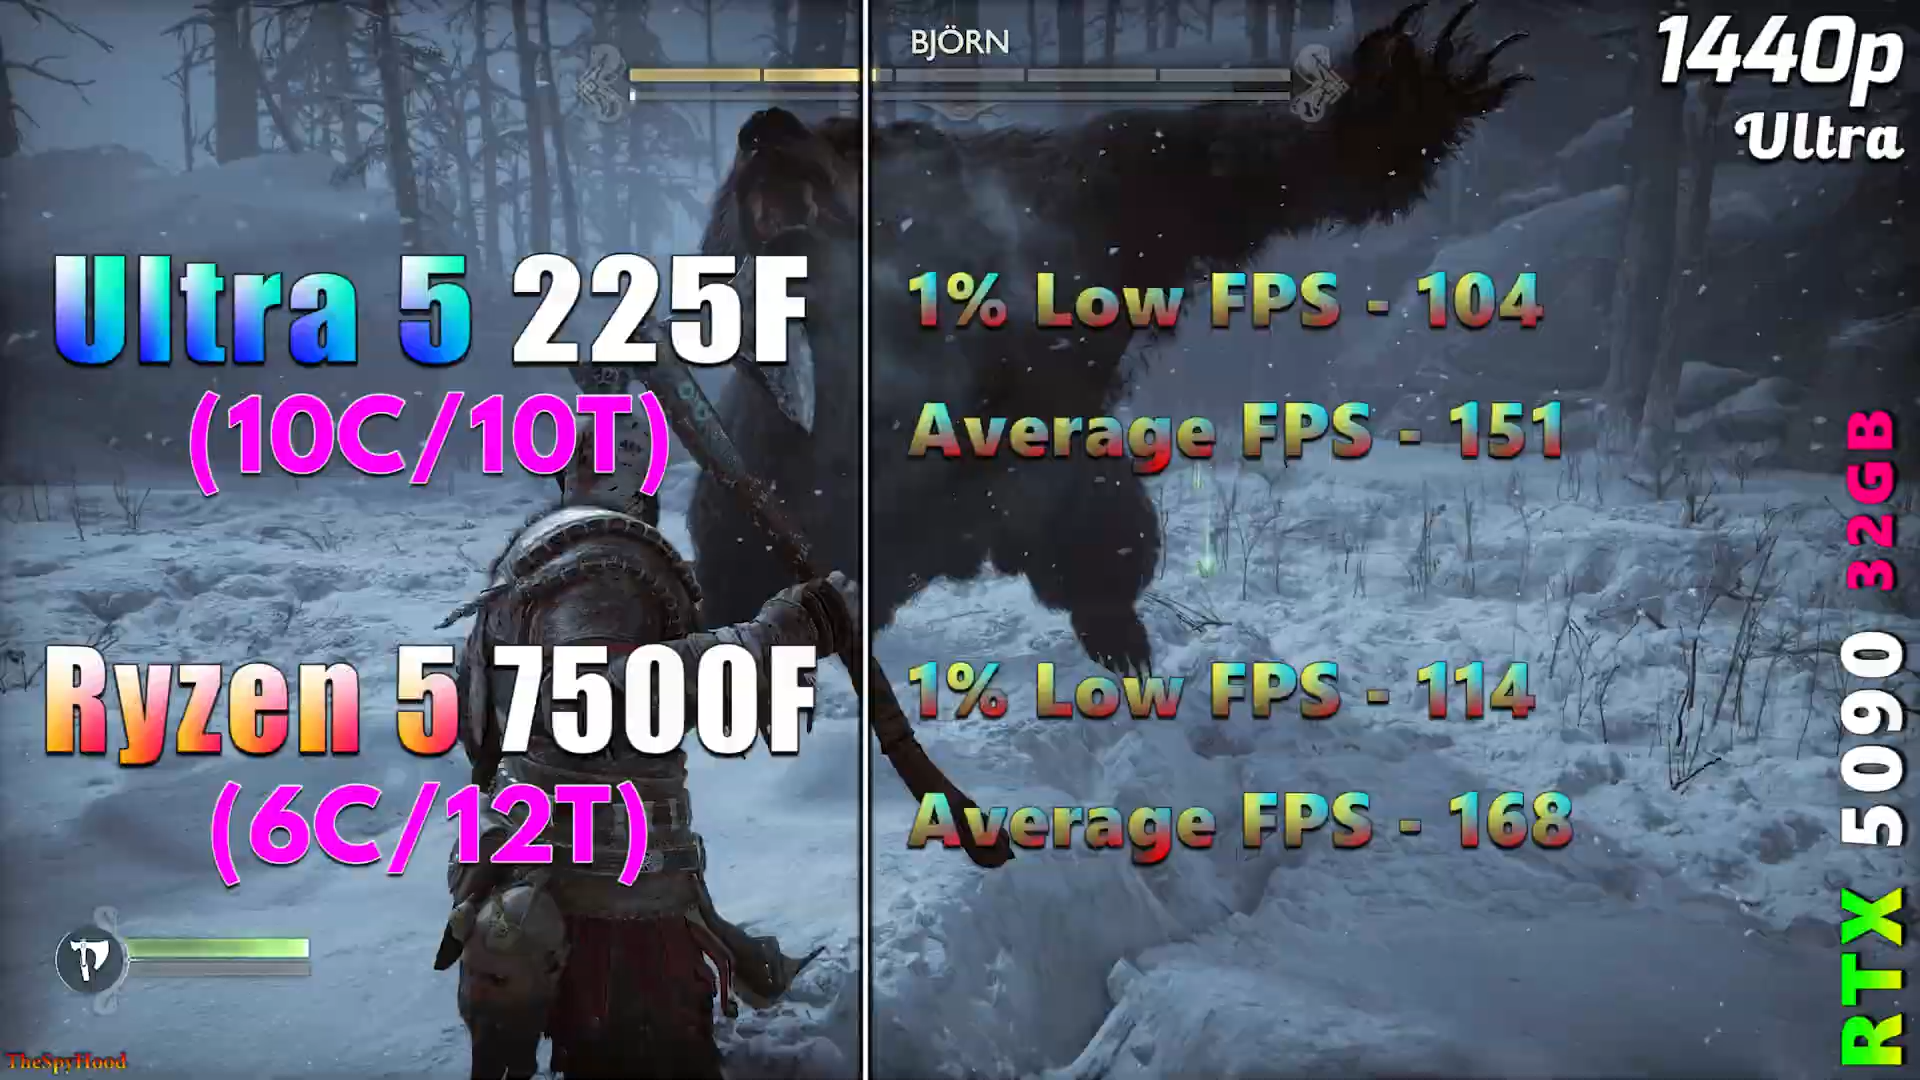 BJÖRN
1440p
Ultra
Ultra 5 225F
(10C/10T)
1% Low FPS - 104
Average FPS - 151
Ryzen 5 7500F
(6C/12T)
1% Low FPS - 114
Average FPS - 168
RTX 5090 32GB
TheSpyHood